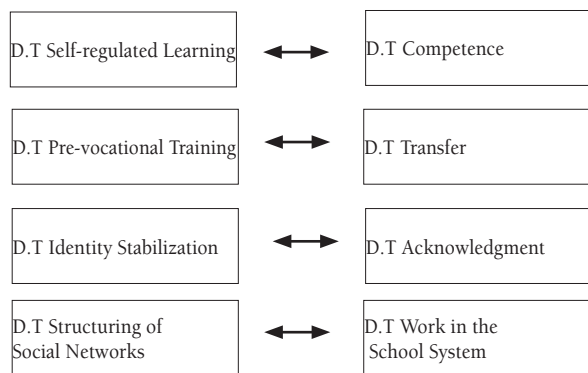 D.T Self-regulated Learning
D.T Competence
D.T Pre-vocational Training
D.T Transfer
D.T Identity Stabilization
D.T Acknowledgment
D.T Structuring of
Social Networks
D.T Work in the
School System